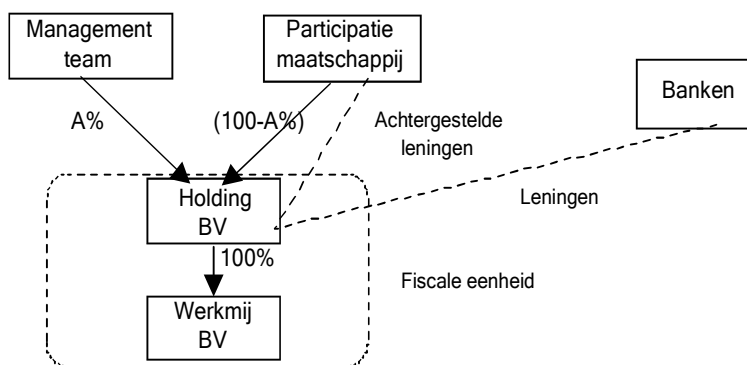 Management
team
Participatie
maatschappij
Banken
A%
(100-A%)
Achtergestelde
leningen
Holding
BV
Leningen
100%
Fiscale eenheid
Werkmij
BV